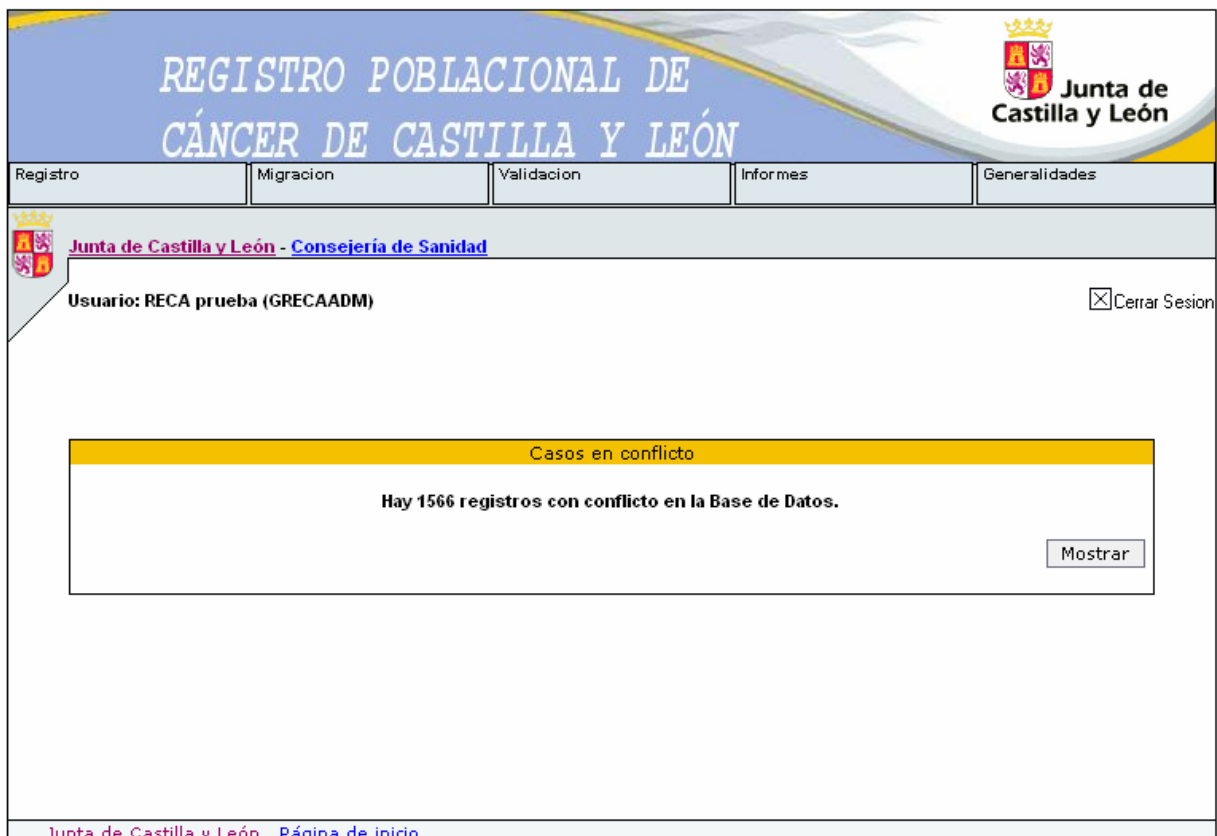 REGISTRO POBLACIONAL DE
CÁNCER DE CASTILLA Y LEÓN
Junta de
Castilla y León
Registro Migracion Validacion Informes Generalidades
Junta de Castilla y León - Consejería de Sanidad
Usuario: RECA prueba (GRECAADM) Cerrar Sesion
Casos en conflicto
Hay 1566 registros con conflicto en la Base de Datos.
Mostrar
Junta de Castilla y León Página de inicio